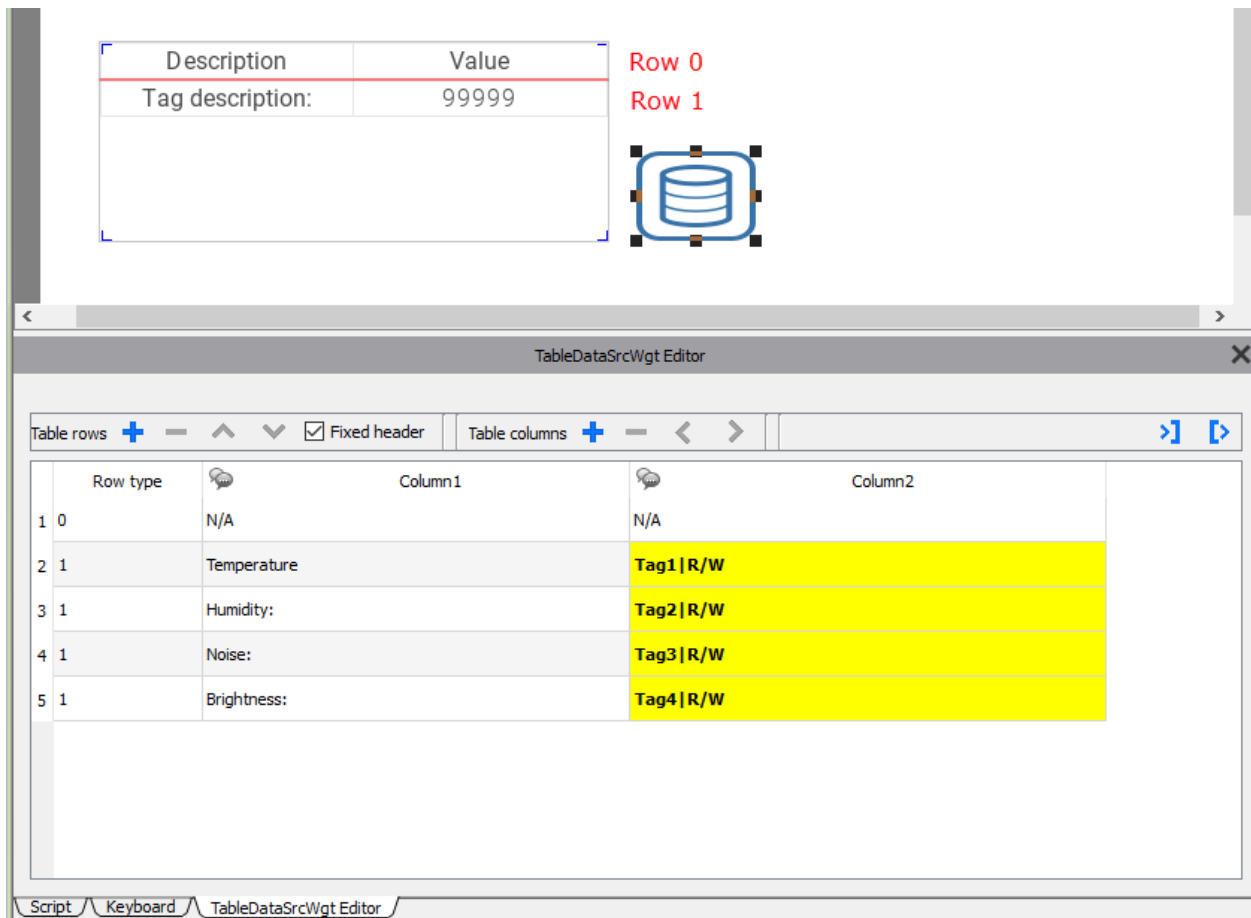 Description Value Row 0
Tag description: 99999 Row 1
TableDataSrcWgt Editor
Table rows Fixed header Table columns
Row type Column1 Column2
1 0 N/A N/A
2 1 Temperature Tag1|R/W
3 1 Humidity: Tag2|R/W
4 1 Noise: Tag3|R/W
5 1 Brightness: Tag4|R/W
Script Keyboard TableDataSrcWgt Editor